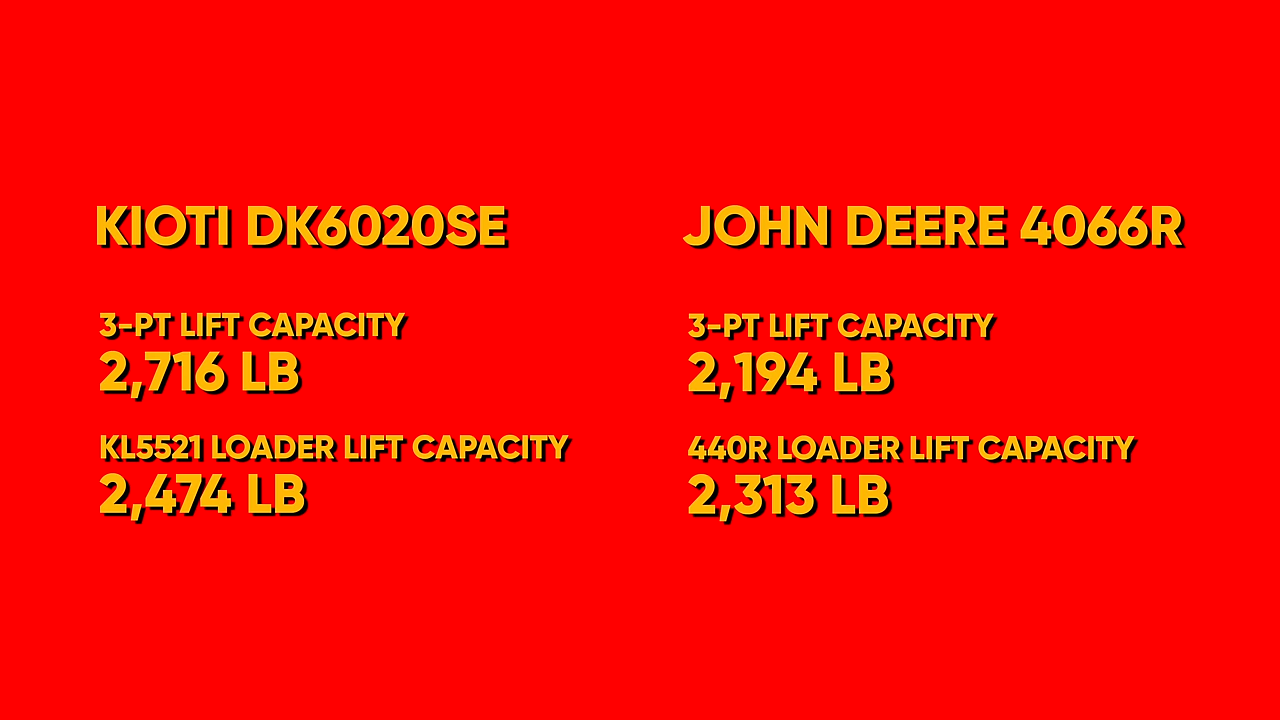 KIOTI DK6020SE
3-PT LIFT CAPACITY
2,716 LB
KL5521 LOADER LIFT CAPACITY
2,474 LB
JOHN DEERE 4066R
3-PT LIFT CAPACITY
2,194 LB
440R LOADER LIFT CAPACITY
2,313 LB